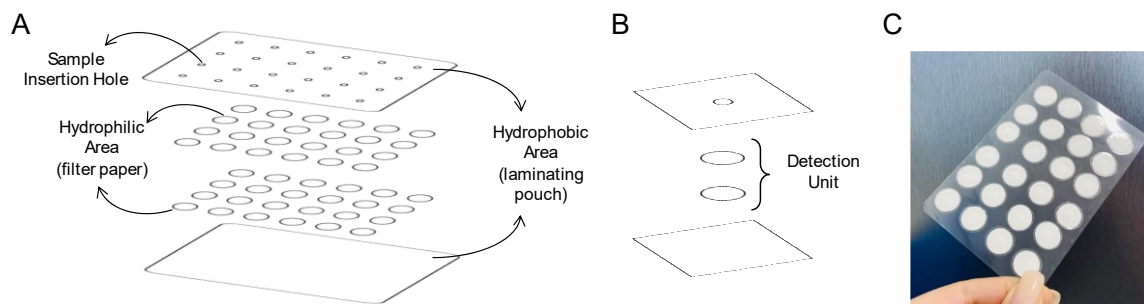 A
Sample
Insertion Hole
Hydrophilic
Area
(filter paper)
Hydrophobic
Area
(laminating
pouch)
B
Detection
Unit
C